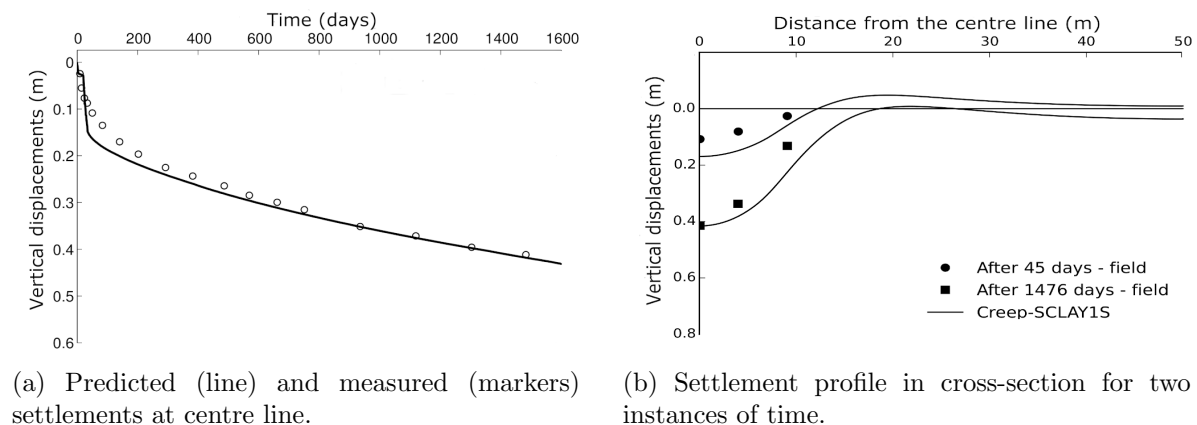 Time (days)
0 200 400 600 800 1000 1200 1400 1600
Vertical displacements (m)
0
0.1
0.2
0.3
0.4
0.5
0.6
(a) Predicted (line) and measured (markers)
settlements at centre line.
Distance from the centre line (m)
0 10 20 30 40 50
Vertical displacements (m)
0.0
0.2
0.4
0.6
0.8
After 45 days - field
After 1476 days - field
Creep-SCLAY1S
(b) Settlement profile in cross-section for two
instances of time.